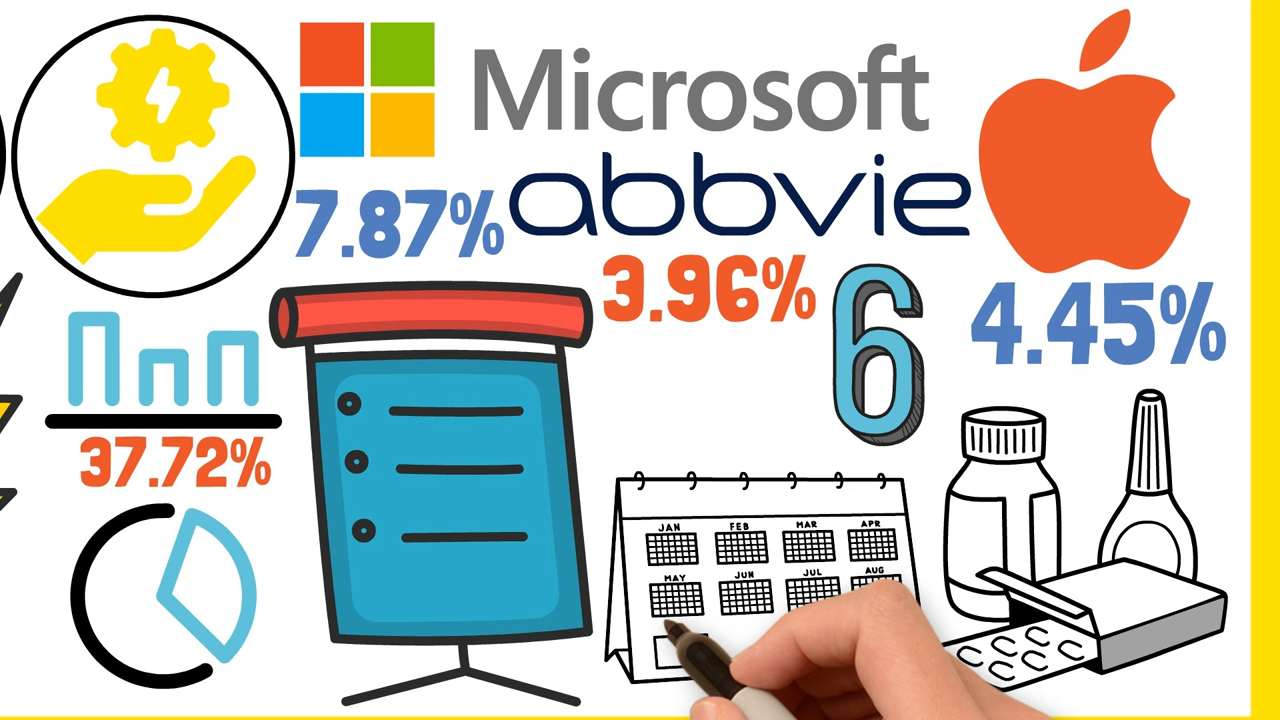 Microsoft
abbvie
7.87%
3.96%
6
4.45%
37.72%
JAN FEB MAR APR
MAY JUN JUL AUG